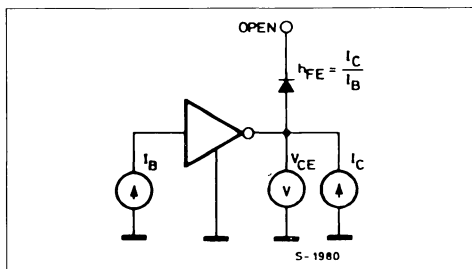 OPEN
hFE = IC
IB
IB
VCE
IC
V
S-1980